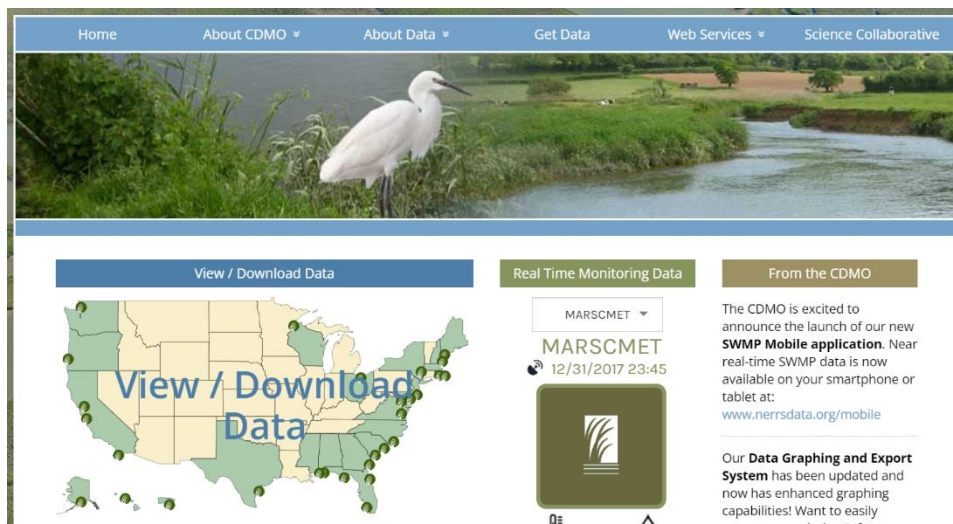 Home
About CDMO
About Data
Get Data
Web Services
Science Collaborative
View / Download Data
View / Download
Data
Real Time Monitoring Data
MARSCMET
MARSCMET
12/31/2017 23:45
From the CDMO
The CDMO is excited to
announce the launch of our new
SWMP Mobile application. Near
real-time SWMP data is now
available on your smartphone or
tablet at:
www.nerrsdata.org/mobile
Our Data Graphing and Export
System has been updated and
now has enhanced graphing
capabilities! Want to easily